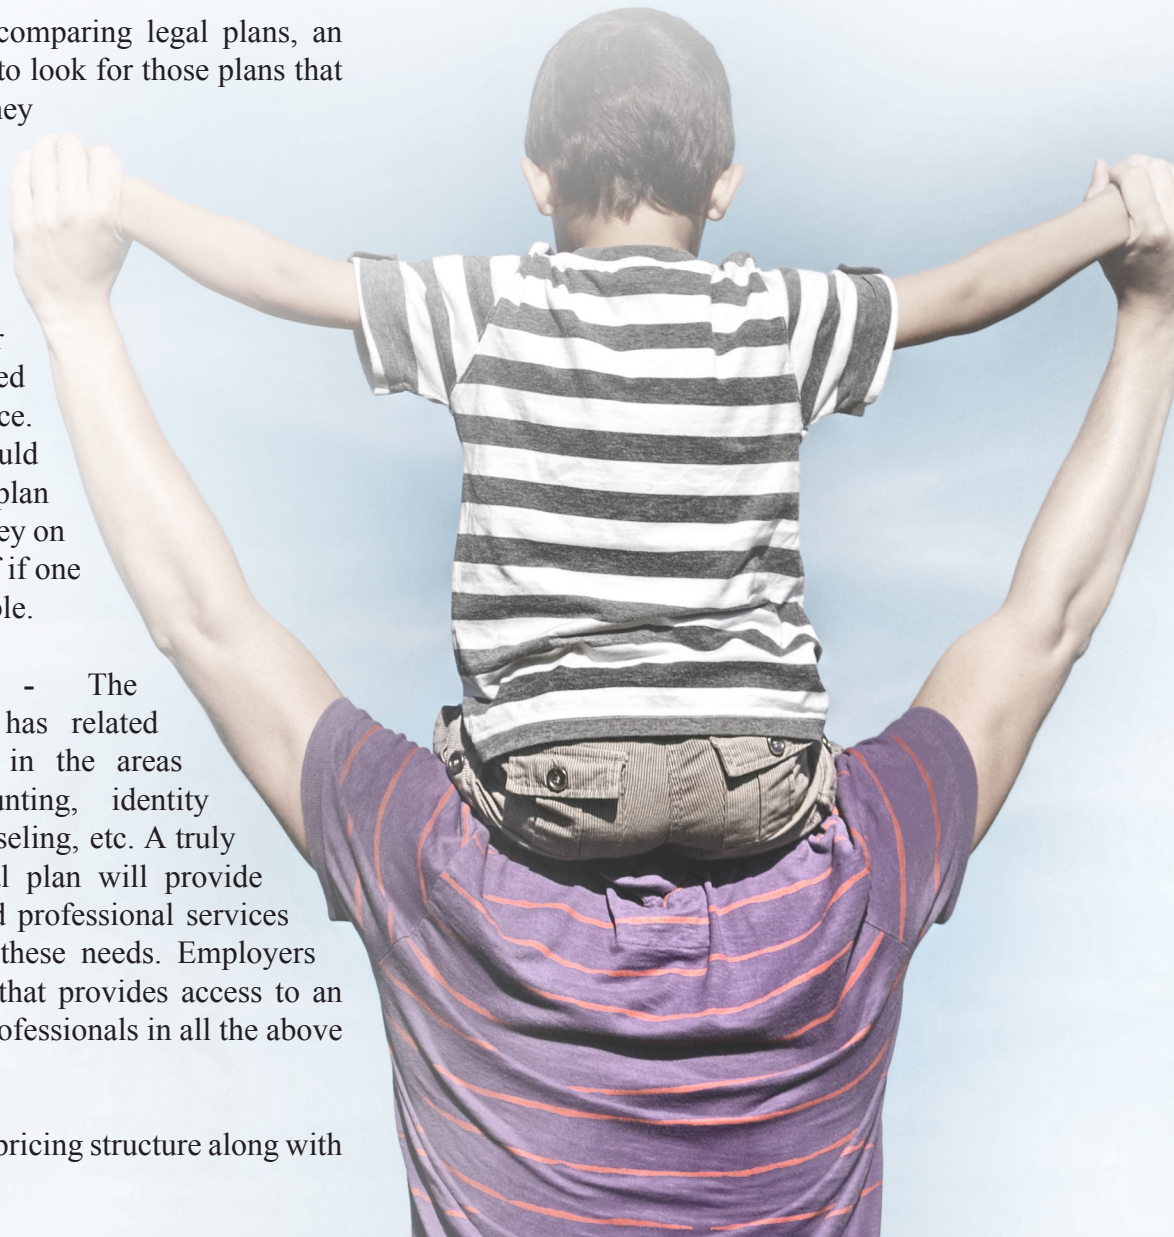 comparing legal plans, an
to look for those plans that
ey
r
ed
ce.
uld
plan
ey on
if one
ole.
- The
has related
in the areas
unting, identity
seling, etc. A truly
l plan will provide
d professional services
these needs. Employers
that provides access to an
ofessionals in all the above
pricing structure along with